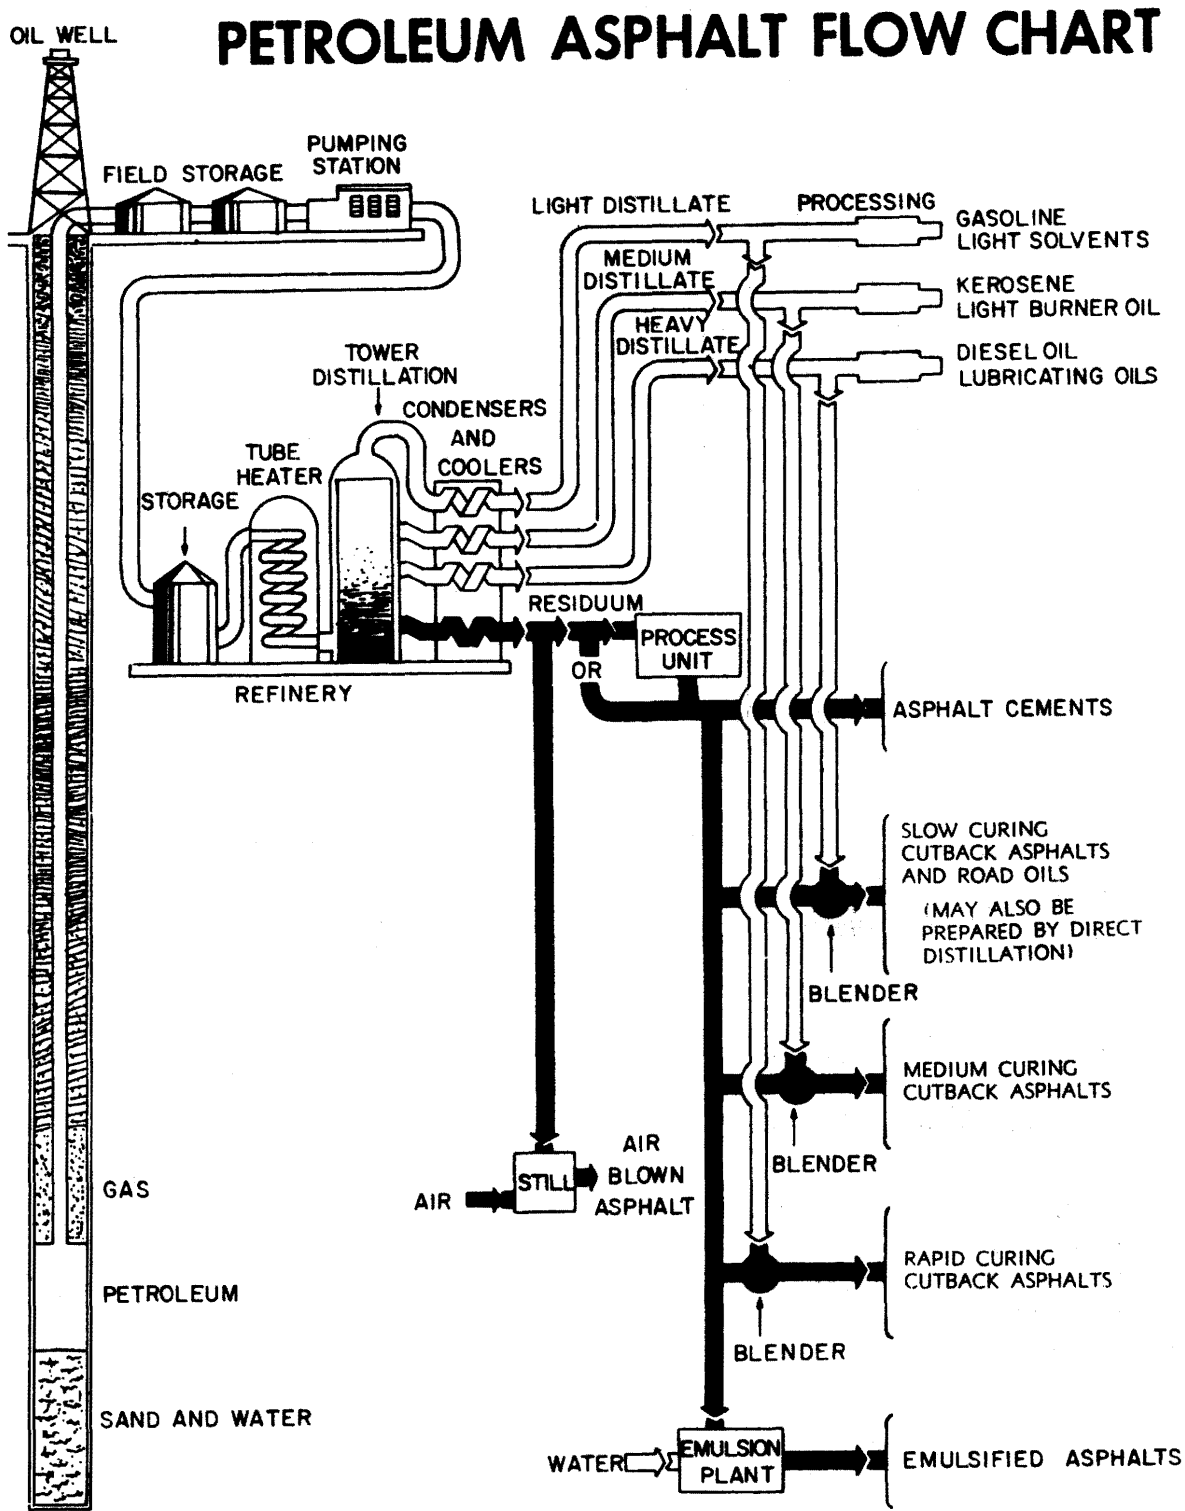 PETROLEUM ASPHALT FLOW CHART
OIL WELL
FIELD STORAGE
PUMPING
STATION
LIGHT DISTILLATE
PROCESSING
GASOLINE
LIGHT SOLVENTS
MEDIUM
DISTILLATE
KEROSENE
LIGHT BURNER OIL
HEAVY
DISTILLATE
DIESEL OIL
LUBRICATING OILS
TOWER
DISTILLATION
CONDENSERS
AND
COOLERS
TUBE
HEATER
STORAGE
RESIDUUM
PROCESS
UNIT
OR
REFINERY
ASPHALT CEMENTS
SLOW CURING
CUTBACK ASPHALTS
AND ROAD OILS
(MAY ALSO BE
PREPARED BY DIRECT
DISTILLATION)
BLENDER
MEDIUM CURING
CUTBACK ASPHALTS
BLENDER
AIR
STILL
AIR
BLOWN
ASPHALT
GAS
RAPID CURING
CUTBACK ASPHALTS
BLENDER
PETROLEUM
SAND AND WATER
WATER
EMULSION
PLANT
EMULSIFIED ASPHALTS